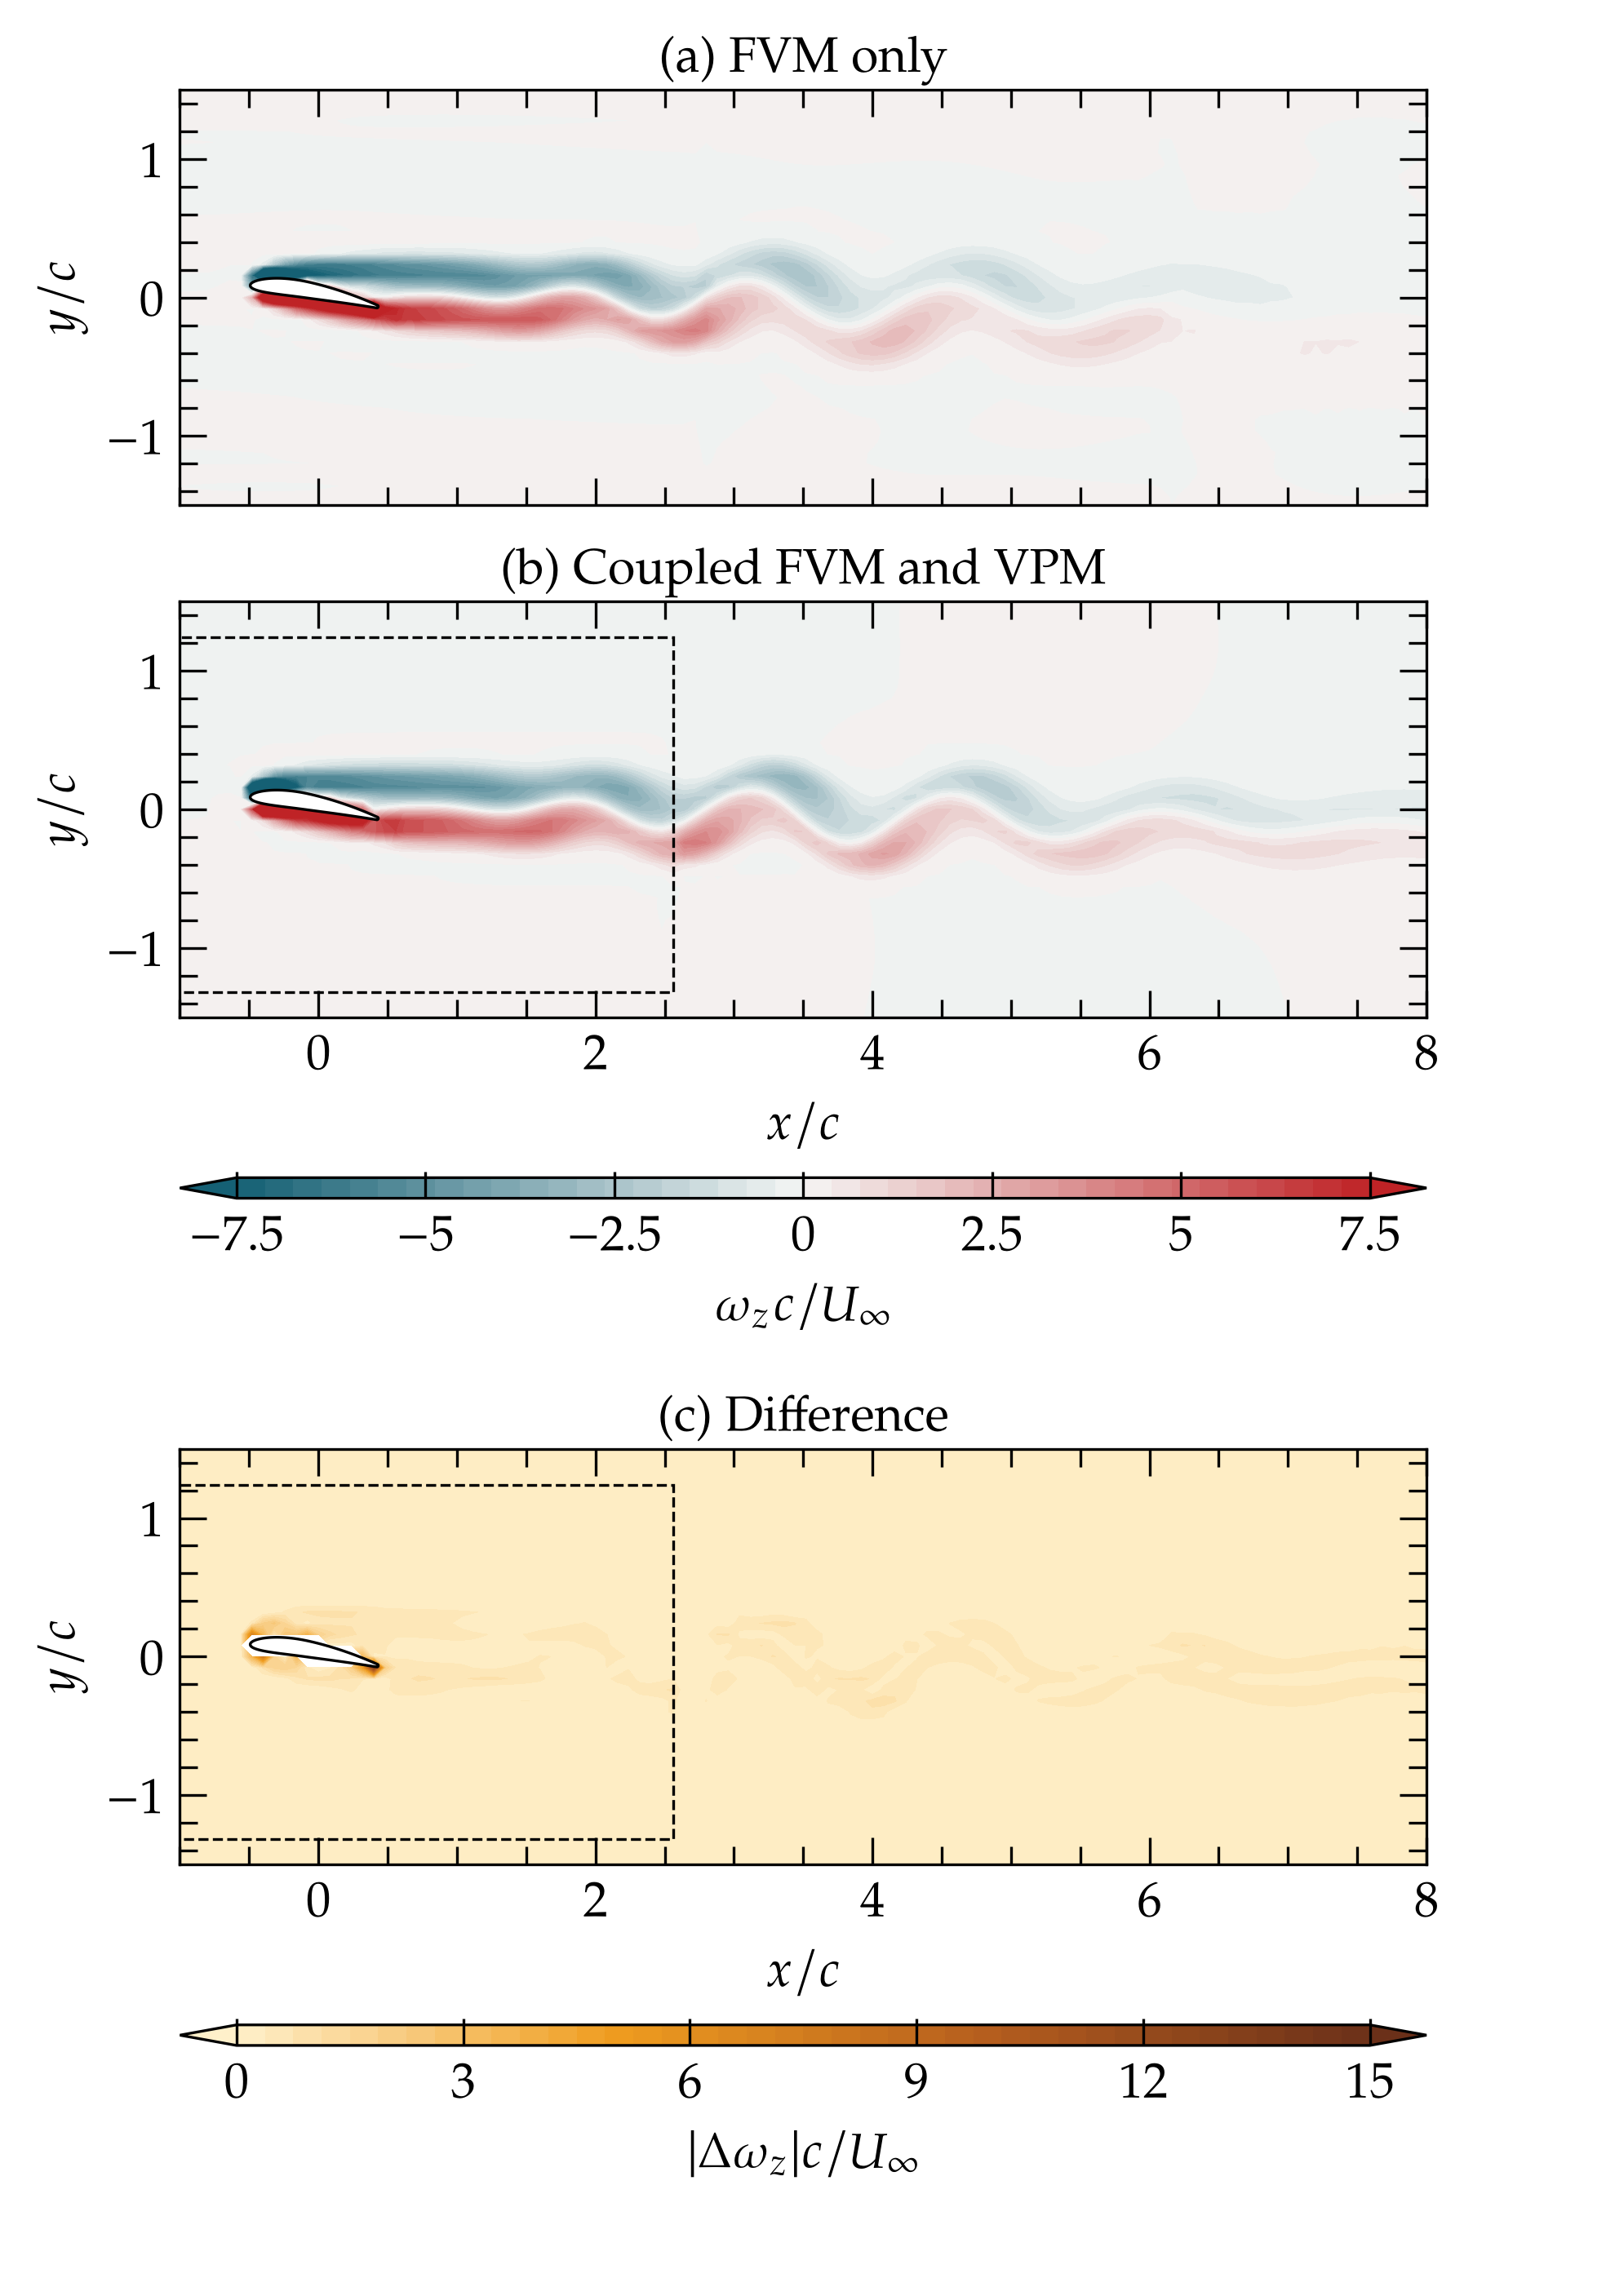 (a) FVM only
1
0
−1
y/c
(b) Coupled FVM and VPM
1
0
−1
y/c
0 2 4 6 8
x/c
−7.5 −5 −2.5 0 2.5 5 7.5
ω_z c/U_∞
(c) Difference
1
0
−1
y/c
0 2 4 6 8
x/c
0 3 6 9 12 15
|Δω_z|c/U_∞